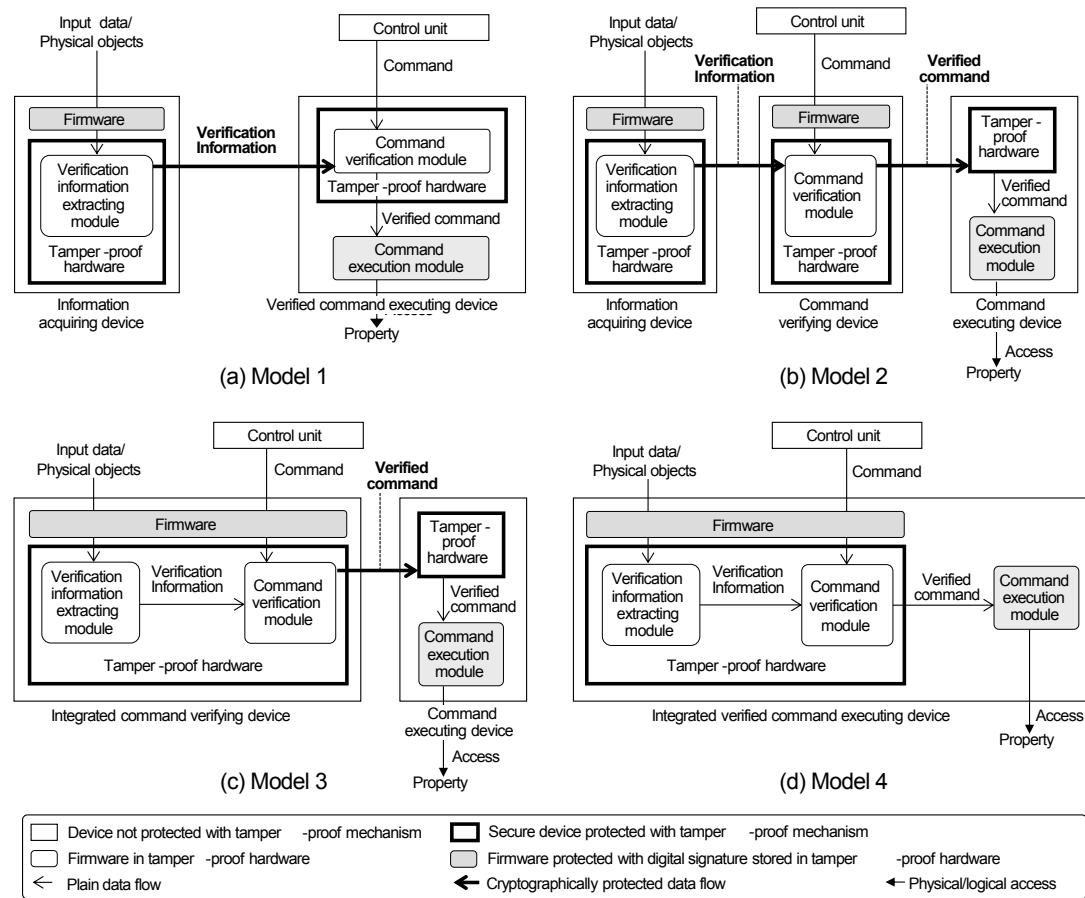 Input data/
Physical objects
Control unit
Command
Firmware
Verification
Information
Verification
information
extracting
module
Tamper -proof
hardware
Command
verification module
Tamper -proof hardware
Verified command
Command
execution module
Information
acquiring device
Verified command executing device
Access
Property
(a) Model 1
Input data/
Physical objects
Control unit
Verification
Information
Command
Verified
command
Firmware
Firmware
Verification
information
extracting
module
Tamper -proof
hardware
Command
verification
module
Tamper -proof
hardware
Tamper -
proof
hardware
Verified
command
Command
execution
module
Information
acquiring device
Command
verifying device
Command
executing device
Access
Property
(b) Model 2
Input data/
Physical objects
Control unit
Command
Verified
command
Firmware
Verification
information
extracting
module
Verification
Information
Command
verification
module
Tamper -proof hardware
Tamper -
proof
hardware
Verified
command
Command
execution
module
Integrated command verifying device
Command
executing device
Access
Property
(c) Model 3
Input data/
Physical objects
Control unit
Command
Firmware
Verification
information
extracting
module
Verification
Information
Command
verification
module
Tamper -proof hardware
Verified
command
Command
execution
module
Integrated verified command executing device
Access
Property
(d) Model 4
Device not protected with tamper -proof mechanism
Secure device protected with tamper -proof mechanism
Firmware in tamper -proof hardware
Firmware protected with digital signature stored in tamper -proof hardware
Plain data flow
Cryptographically protected data flow
Physical/logical access